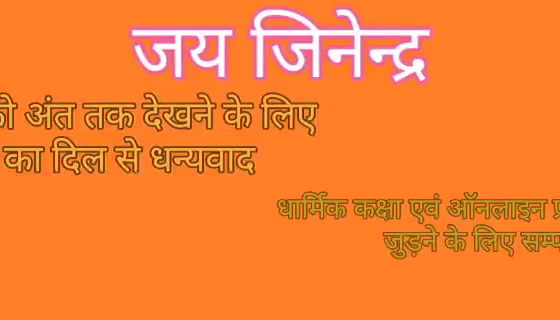 जय जिनेन्द्र
अंत तक देखने के लिए
का दिल से धन्यवाद
धार्मिक कक्षा एवं ऑनलाइन
जुड़ने के लिए